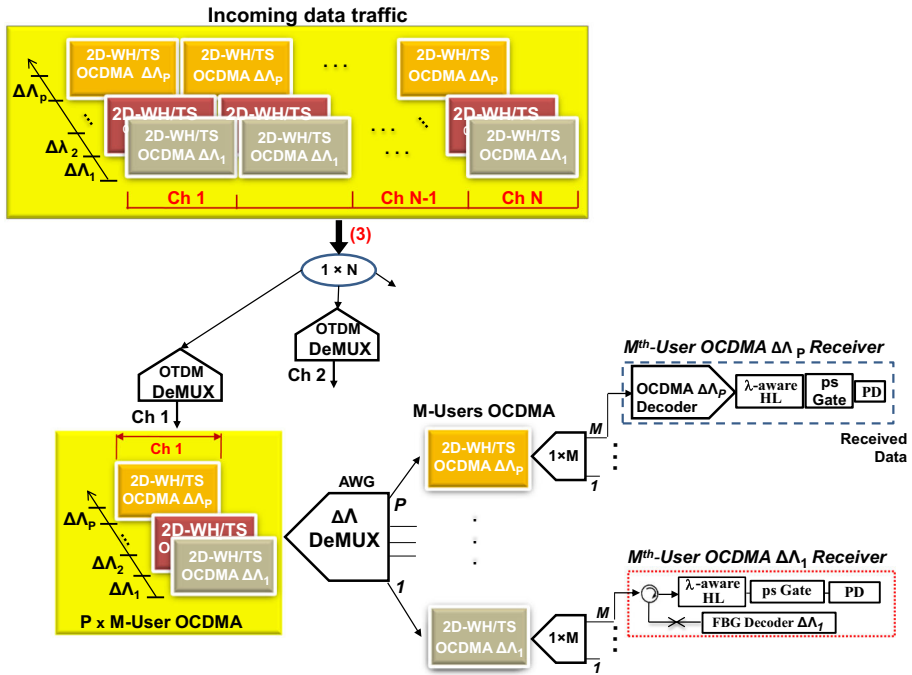 Incoming data traffic
2D-WH/TS
OCDMA ΔΛP
2D-WH/TS
OCDMA ΔΛP
. . .
2D-WH/TS
OCDMA ΔΛP
ΔΛP
...
Δλ2
ΔΛ1
2D-WH/TS
2D-WH/TS
2D-WH/TS
2D-WH/TS
OCDMA ΔΛ1
2D-WH/TS
OCDMA ΔΛ1
. . .
. . .
...
2D-WH/TS
OCDMA ΔΛ1
Ch 1
Ch N-1
Ch N
(3)
1 × N
OTDM
DeMUX
Ch 2
OTDM
DeMUX
Ch 1
Mth-User OCDMA ΔΛP Receiver
OCDMA ΔΛP
Decoder
λ-aware
HL
ps
Gate
PD
Received
Data
M-Users OCDMA
2D-WH/TS
OCDMA ΔΛP
1×M
M
1
Ch 1
2D-WH/TS
OCDMA ΔΛP
2D-WH/TS
2D-WH/TS
OCDMA ΔΛ1
ΔΛP
...
ΔΛ2
ΔΛ1
P x M-User OCDMA
AWG
ΔΛ
DeMUX
P
1
2D-WH/TS
OCDMA ΔΛ1
1×M
M
1
Mth-User OCDMA ΔΛ1 Receiver
λ-aware
HL
ps Gate
PD
FBG Decoder ΔΛ1